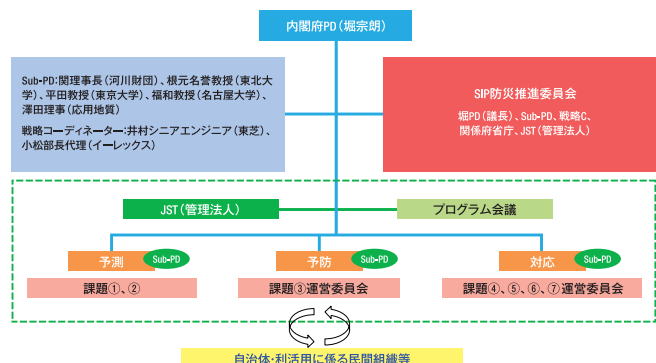 内閣府PD(堀宗朗)
Sub-PD:関理事長(河川財団)、根元名誉教授(東北大
学)、平田教授(東京大学)、福和教授(名古屋大学)、
澤田理事(応用地質)
戦略コーディネーター:井村シニアエンジニア(東芝)、
小松部長代理(イーレックス)
SIP防災推進委員会
堀PD(議長)、Sub-PD、戦略C、
関係府省庁、JST(管理法人)
JST(管理法人)
プログラム会議
予測
Sub-PD
予防
Sub-PD
対応
Sub-PD
課題①、②
課題③運営委員会
課題④、⑤、⑥、⑦運営委員会
自治体・利活用に係る民間組織等